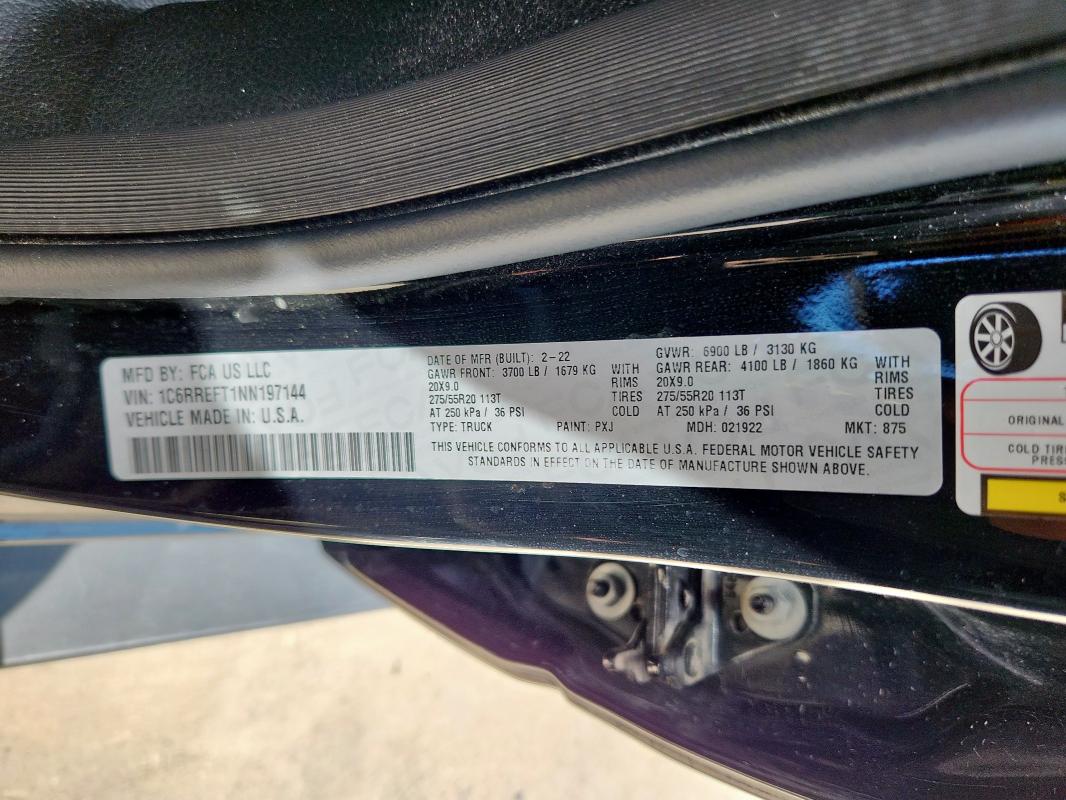 MFD BY: FCA US LLC
VIN: 1C6RREFT1NN197144
VEHICLE MADE IN: U.S.A.
DATE OF MFR (BUILT): 2-22
GAWR FRONT: 3700 LB / 1679 KG WITH
20X9.0 RIMS
275/55R20 113T TIRES
AT 250 kPa / 36 PSI COLD
TYPE: TRUCK PAINT: PXJ
GVWR: 6900 LB / 3130 KG
GAWR REAR: 4100 LB / 1860 KG WITH
20X9.0 RIMS
275/55R20 113T TIRES
AT 250 kPa / 36 PSI COLD
MDH: 021922 MKT: 875
THIS VEHICLE CONFORMS TO ALL APPLICABLE U.S.A. FEDERAL MOTOR VEHICLE SAFETY
STANDARDS IN EFFECT ON THE DATE OF MANUFACTURE SHOWN ABOVE.
ORIGINAL
COLD TIRE
PRESS